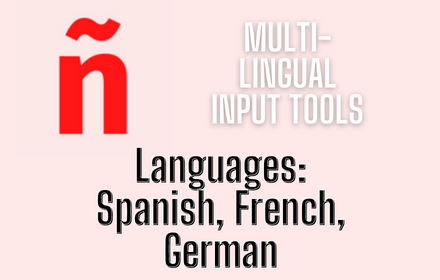 ñ
MULTI-
LINGUAL
INPUT TOOLS
Languages:
Spanish, French,
German